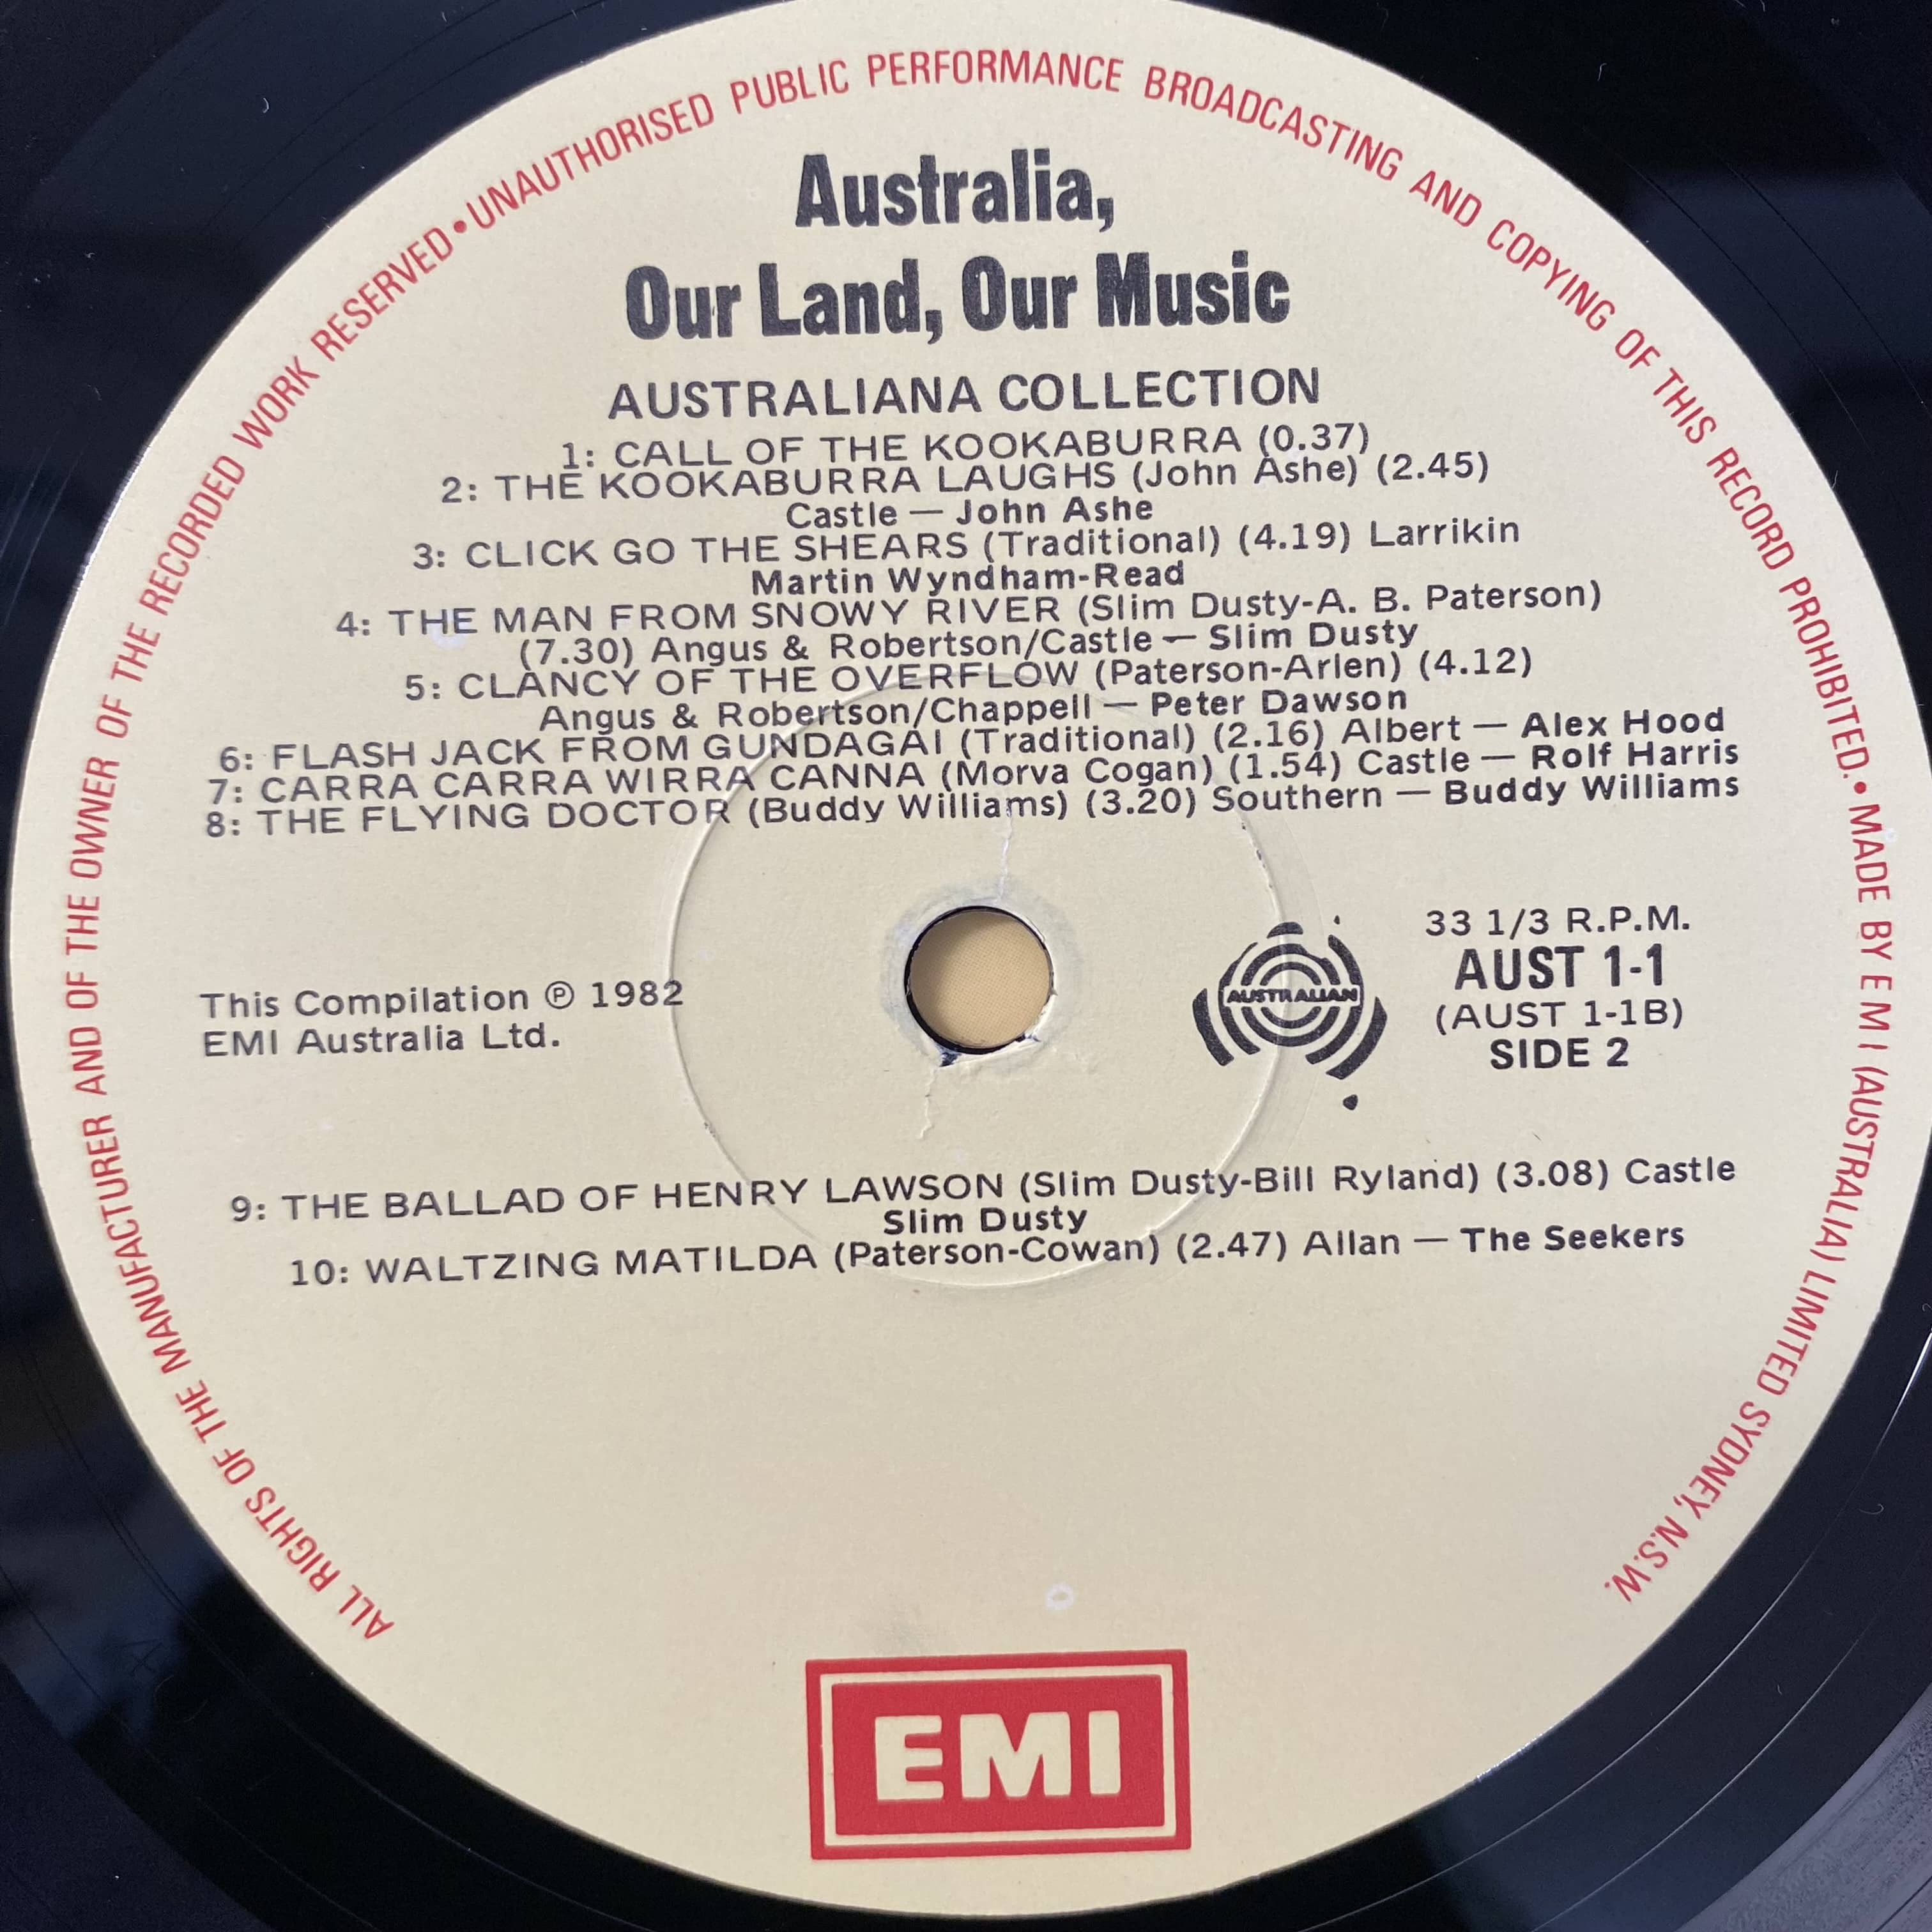 ALL RIGHTS OF THE MANUFACTURER AND OF THE OWNER OF THE RECORDED WORK RESERVED • UNAUTHORISED PUBLIC PERFORMANCE BROADCASTING AND COPYING OF THIS RECORD PROHIBITED. • MADE BY E M I (AUSTRALIA) LIMITED SYDNEY, N.S.W.
Australia,
Our Land, Our Music
AUSTRALIANA COLLECTION
1: CALL OF THE KOOKABURRA (0.37)
2: THE KOOKABURRA LAUGHS (John Ashe) (2.45)
Castle — John Ashe
3: CLICK GO THE SHEARS (Traditional) (4.19) Larrikin
Martin Wyndham-Read
4: THE MAN FROM SNOWY RIVER (Slim Dusty-A. B. Paterson)
(7.30) Angus & Robertson/Castle — Slim Dusty
5: CLANCY OF THE OVERFLOW (Paterson-Arlen) (4.12)
Angus & Robertson/Chappell — Peter Dawson
6: FLASH JACK FROM GUNDAGAI (Traditional) (2.16) Albert — Alex Hood
7: CARRA CARRA WIRRA CANNA (Morva Cogan) (1.54) Castle — Rolf Harris
8: THE FLYING DOCTOR (Buddy Williams) (3.20) Southern — Buddy Williams
This Compilation ℗ 1982
EMI Australia Ltd.
AUSTRALIAN
33 1/3 R.P.M.
AUST 1-1
(AUST 1-1B)
SIDE 2
9: THE BALLAD OF HENRY LAWSON (Slim Dusty-Bill Ryland) (3.08) Castle
Slim Dusty
10: WALTZING MATILDA (Paterson-Cowan) (2.47) Allan — The Seekers
EMI